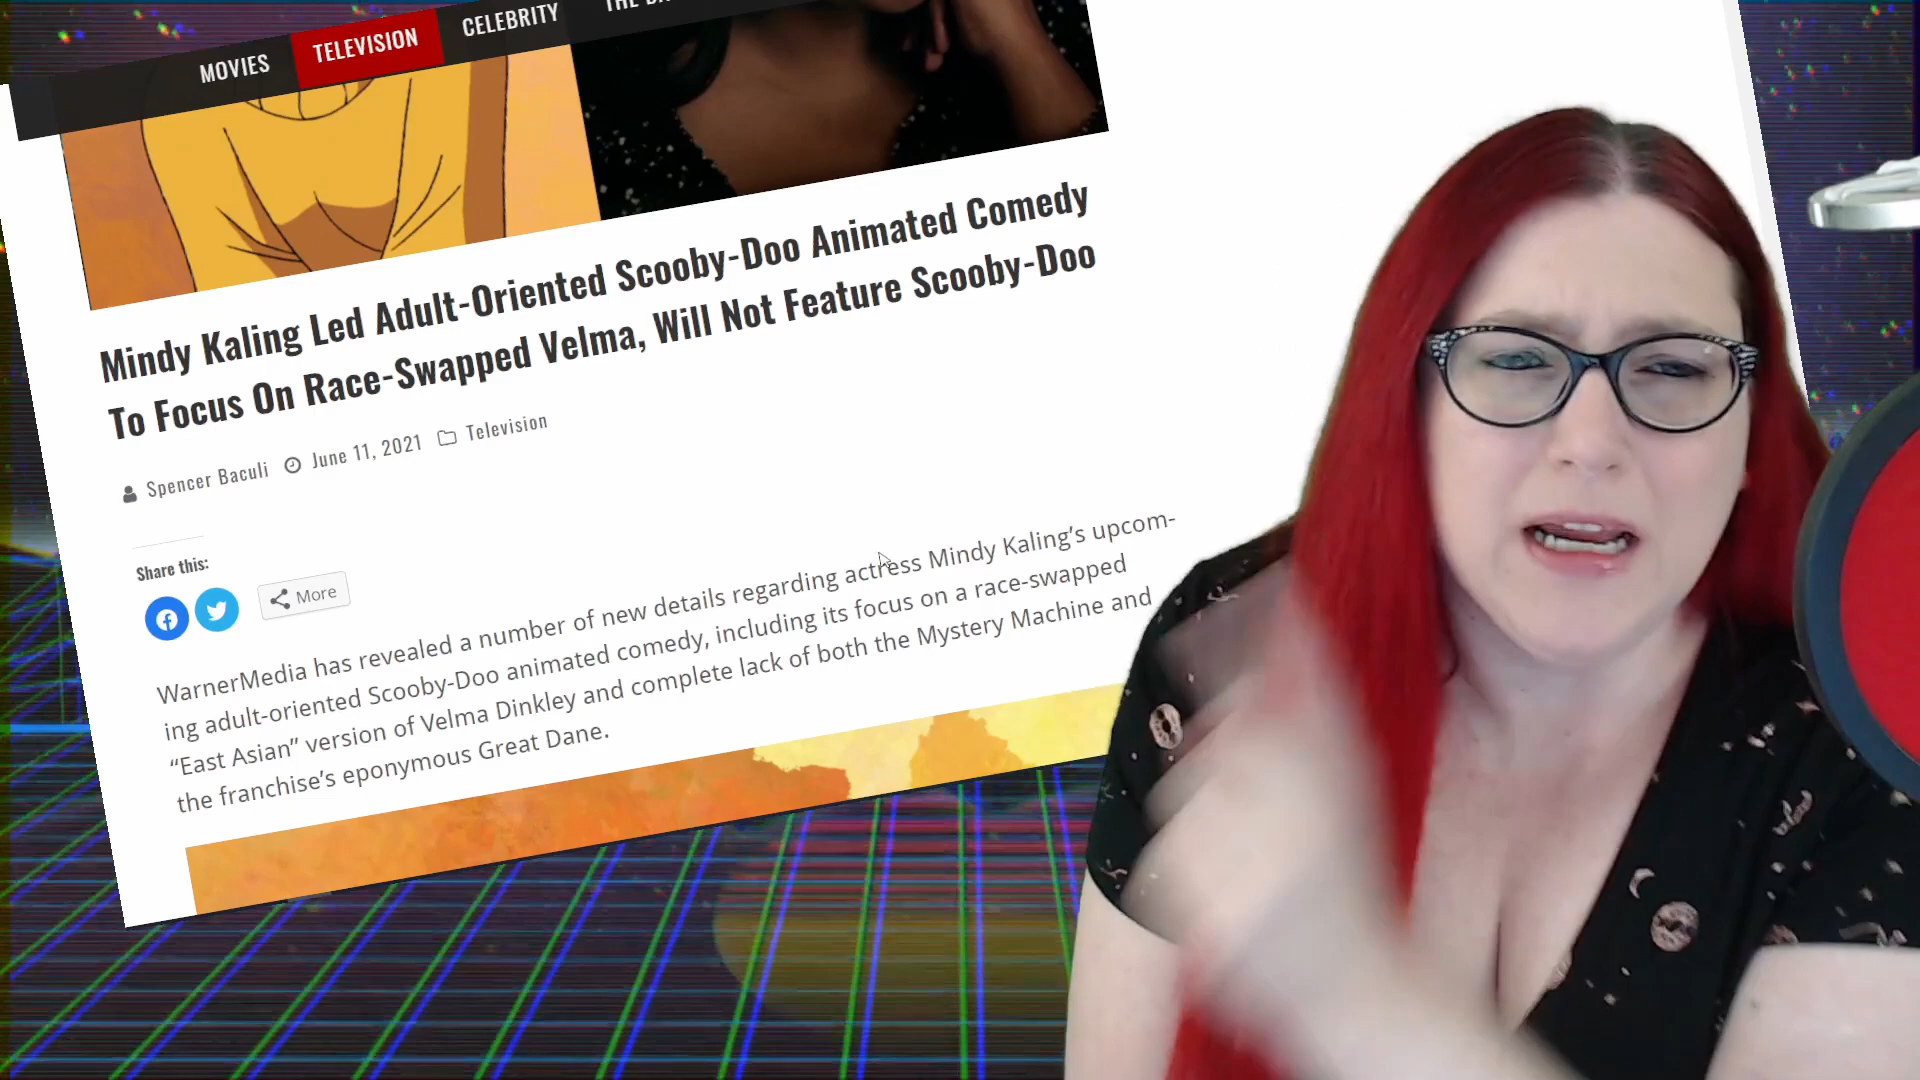 MOVIES TELEVISION CELEBRITY
Mindy Kaling Led Adult-Oriented Scooby-Doo Animated Comedy
To Focus On Race-Swapped Velma, Will Not Feature Scooby-Doo
Spencer Baculi June 11, 2021 Television
Share this:
More
WarnerMedia has revealed a number of new details regarding actress Mindy Kaling’s upcom-
ing adult-oriented Scooby-Doo animated comedy, including its focus on a race-swapped
“East Asian” version of Velma Dinkley and complete lack of both the Mystery Machine and
the franchise’s eponymous Great Dane.